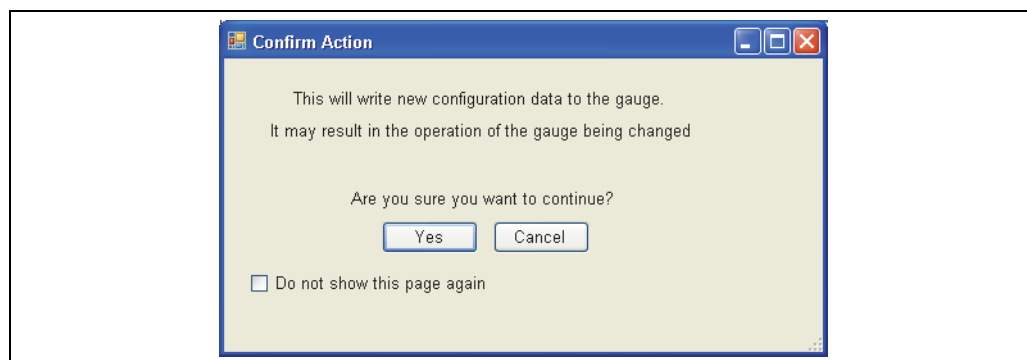 Confirm Action
This will write new configuration data to the gauge.
It may result in the operation of the gauge being changed
Are you sure you want to continue?
Yes Cancel
Do not show this page again